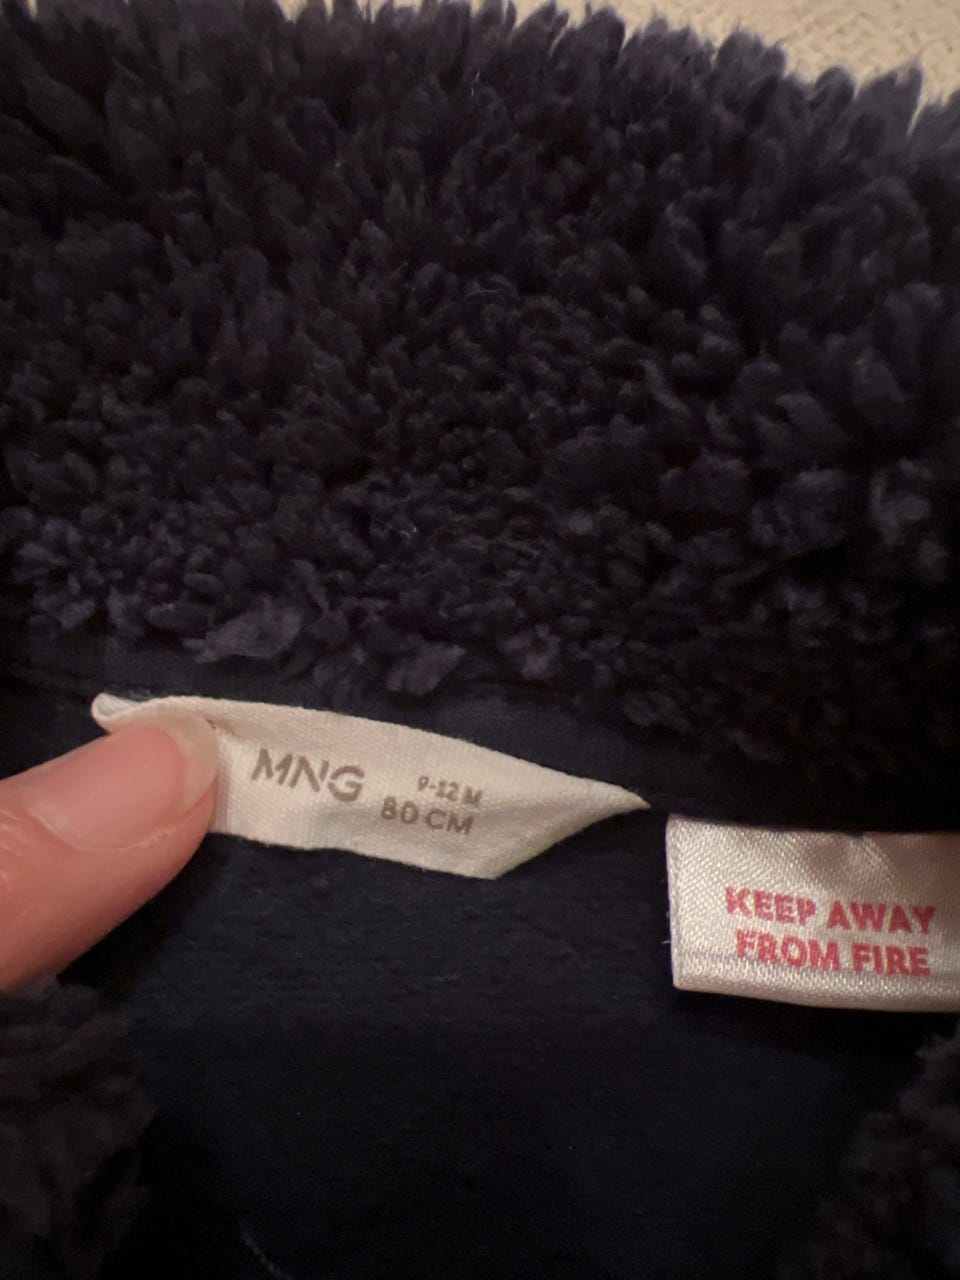 MNG
9-12 M
80 CM
KEEP AWAY
FROM FIRE